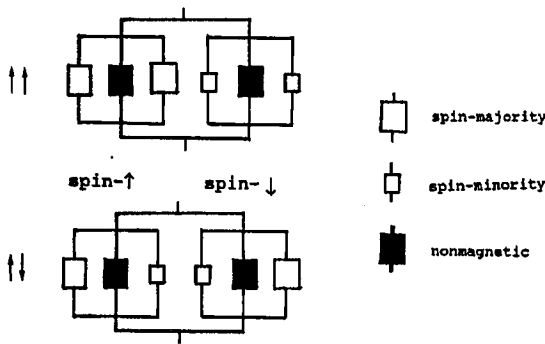 ↑↑
spin-majority
spin-minority
spin-↑ spin-↓
nonmagnetic
↑↓